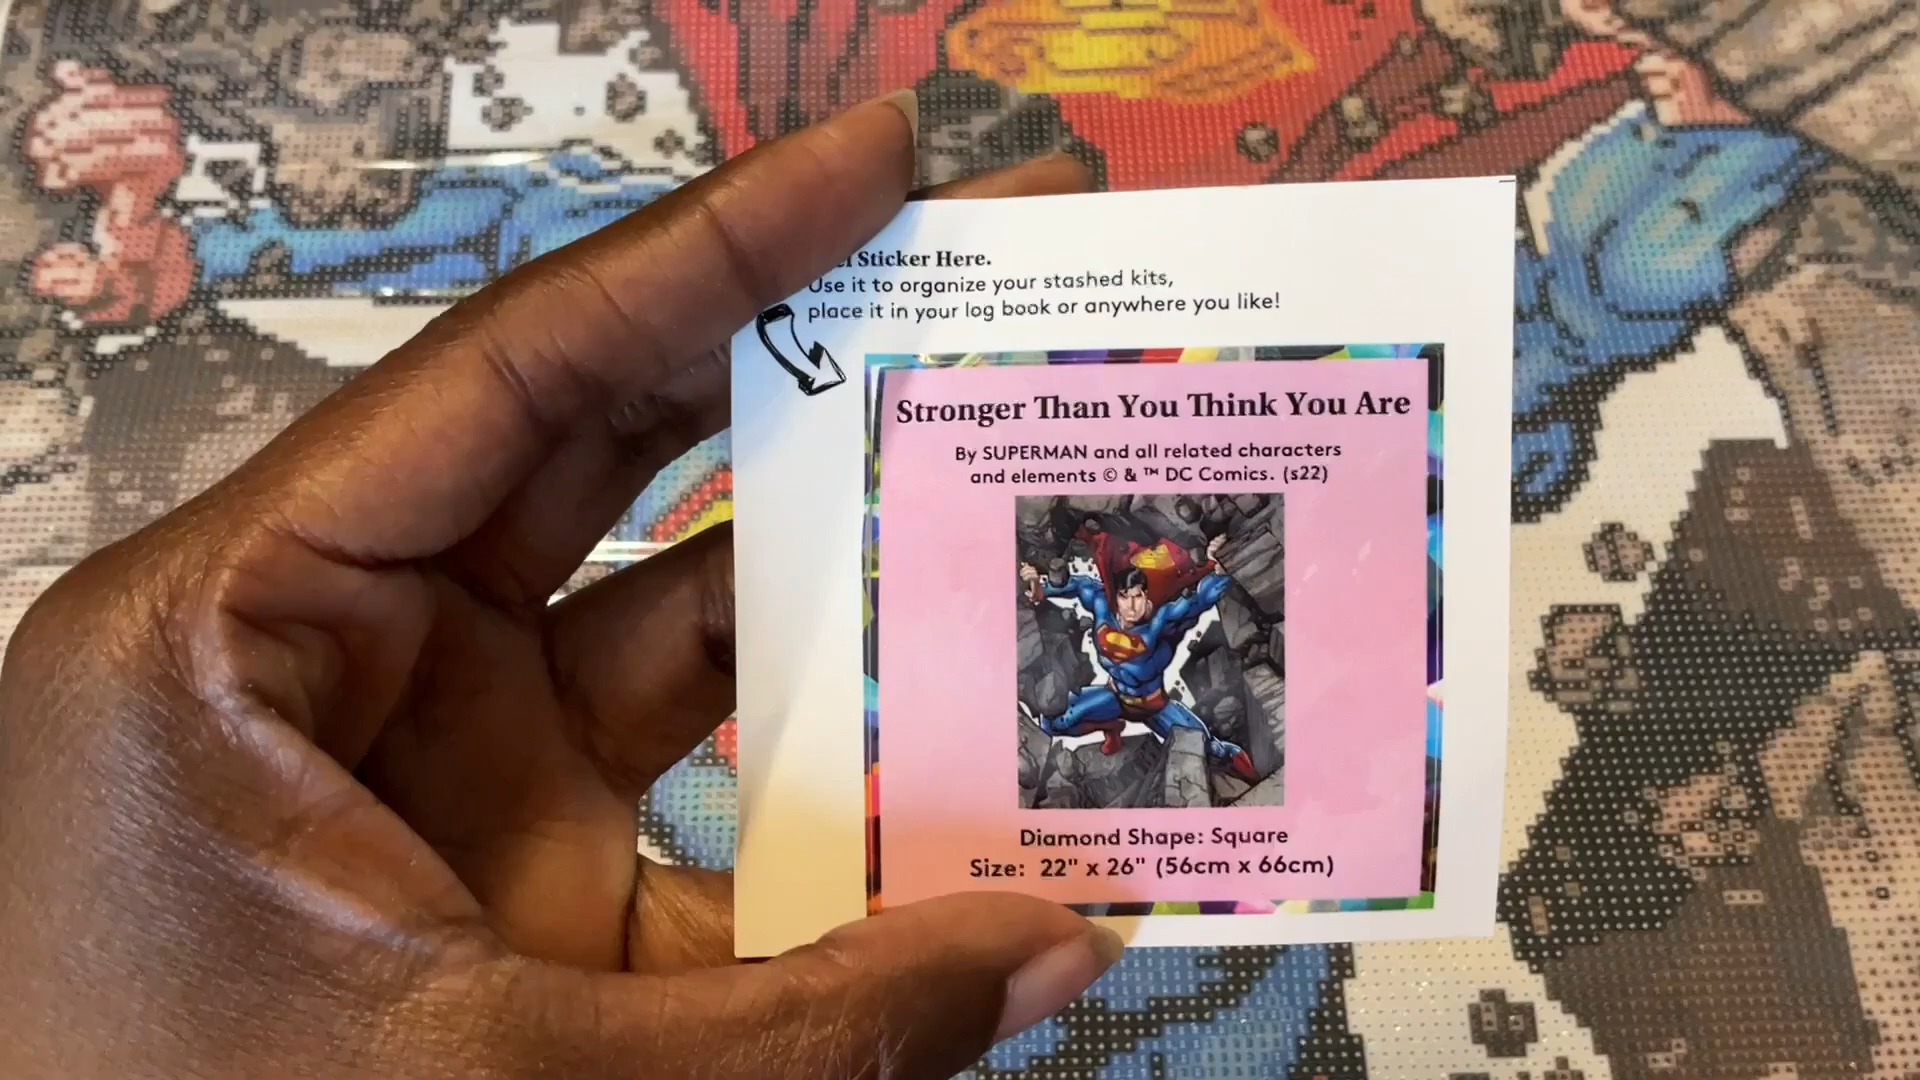 Sticker Here.
Use it to organize your stashed kits,
place it in your log book or anywhere you like!
Stronger Than You Think You Are
By SUPERMAN and all related characters
and elements © & ™ DC Comics. (s22)
Diamond Shape: Square
Size: 22" x 26" (56cm x 66cm)